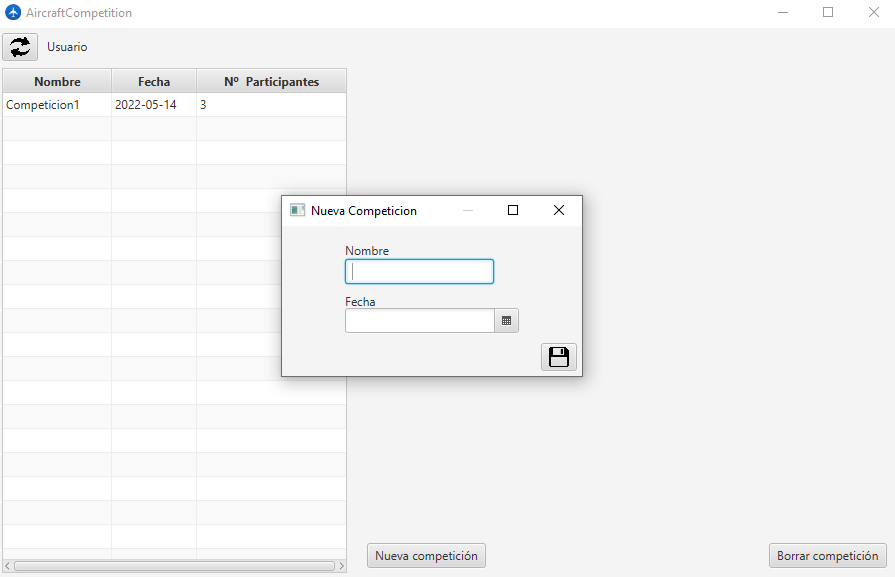 AircraftCompetition
Usuario
Nombre Fecha Nº Participantes
Competicion1 2022-05-14 3
Nueva Competicion
Nombre
Fecha
Nueva competición Borrar competición